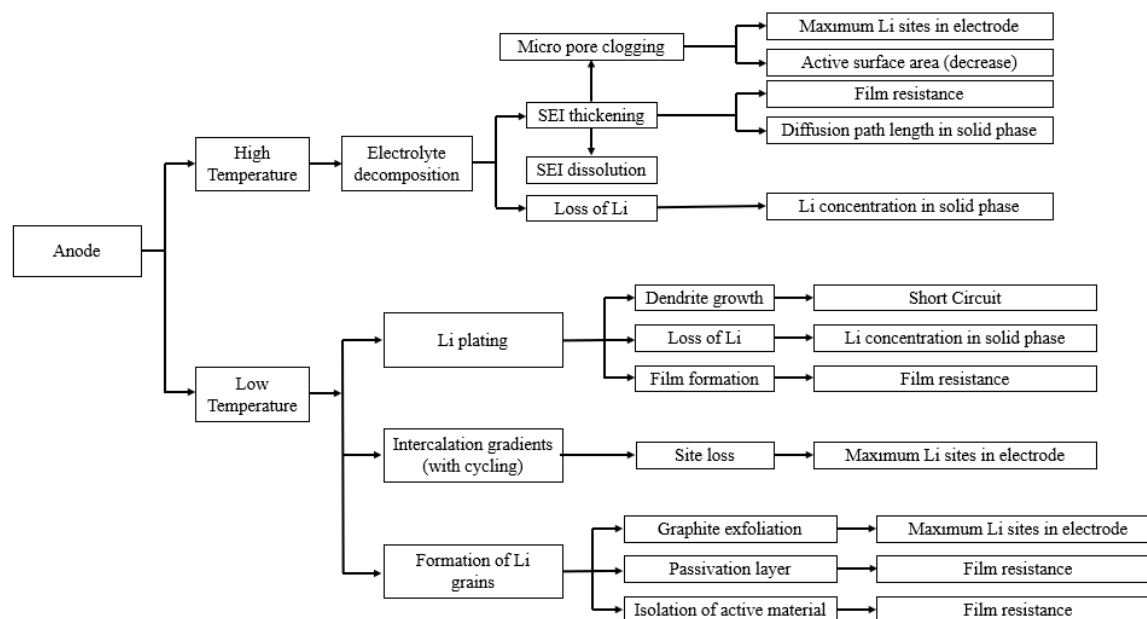 Maximum Li sites in electrode
Micro pore clogging
Active surface area (decrease)
Film resistance
SEI thickening
Diffusion path length in solid phase
High
Temperature
Electrolyte
decomposition
SEI dissolution
Loss of Li
Li concentration in solid phase
Anode
Dendrite growth
Short Circuit
Li plating
Loss of Li
Li concentration in solid phase
Film formation
Film resistance
Low
Temperature
Intercalation gradients
(with cycling)
Site loss
Maximum Li sites in electrode
Graphite exfoliation
Maximum Li sites in electrode
Formation of Li
grains
Passivation layer
Film resistance
Isolation of active material
Film resistance